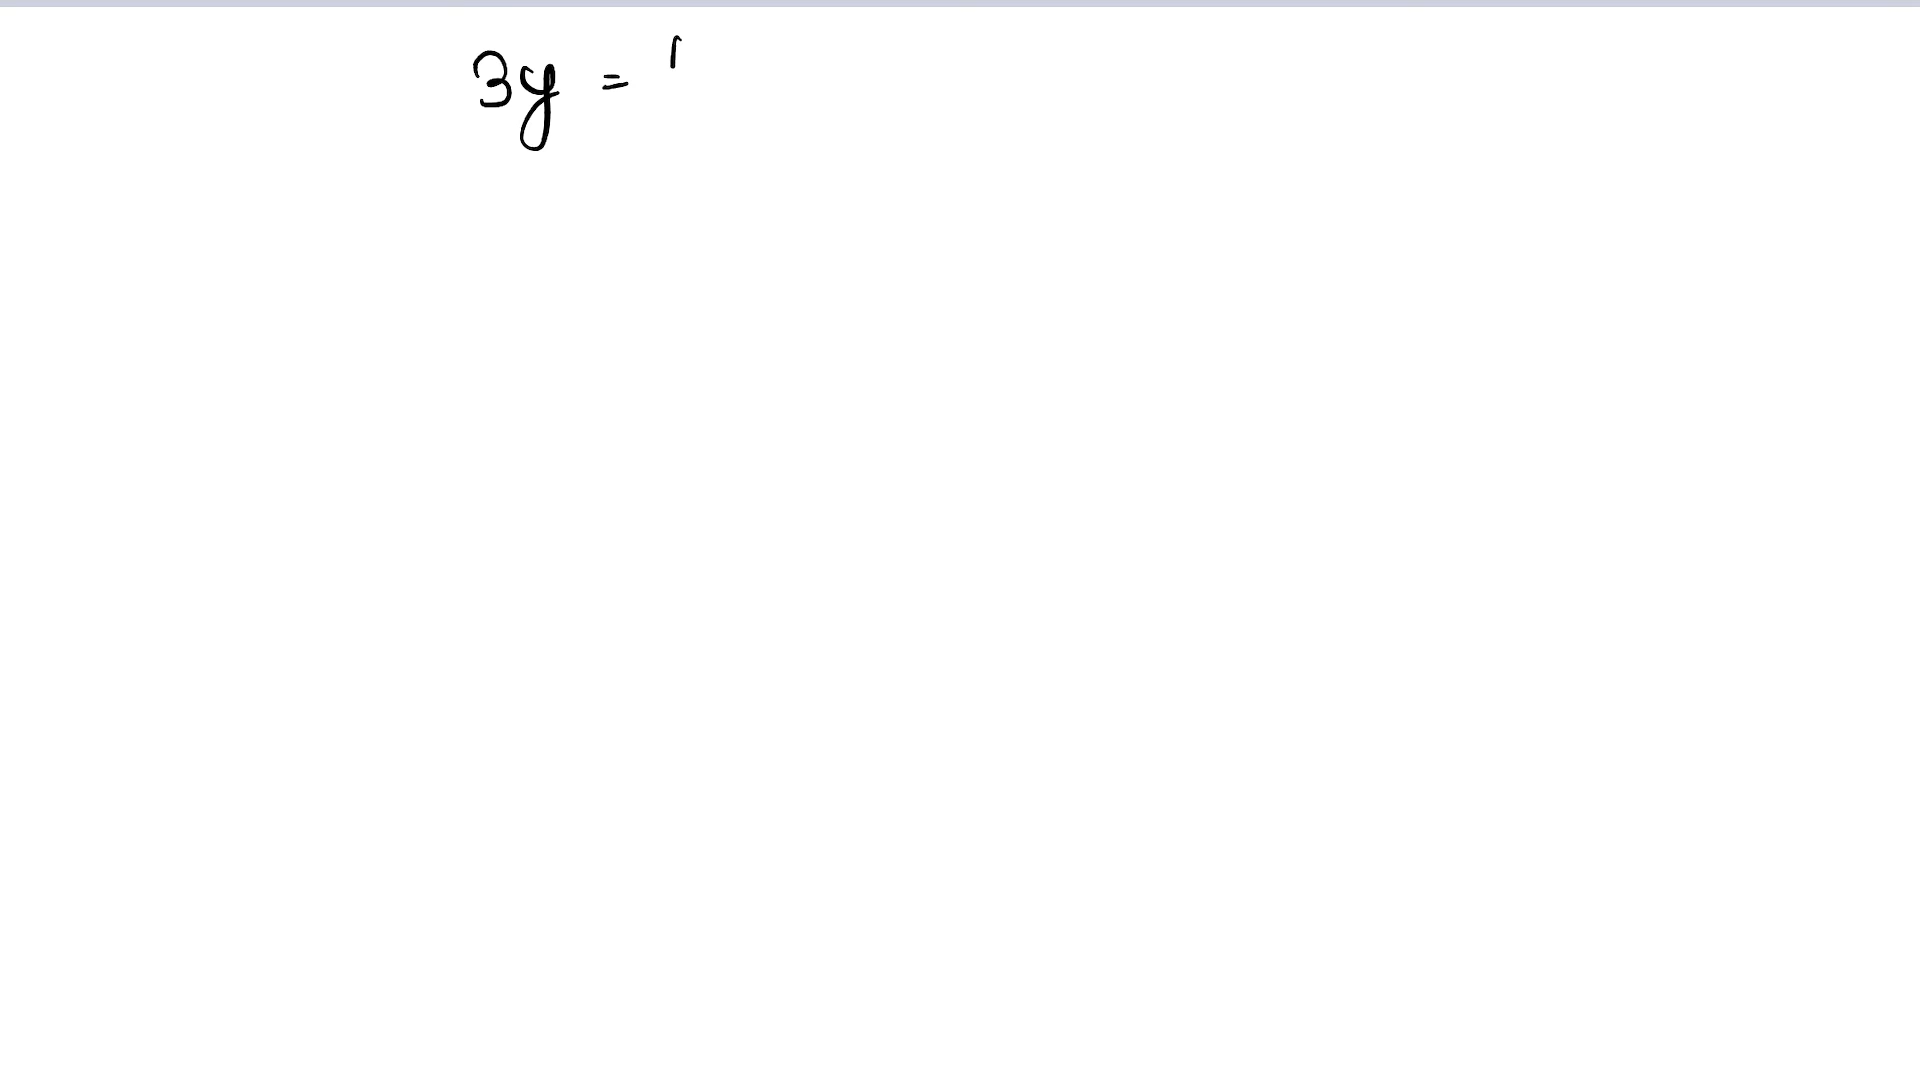 3y =